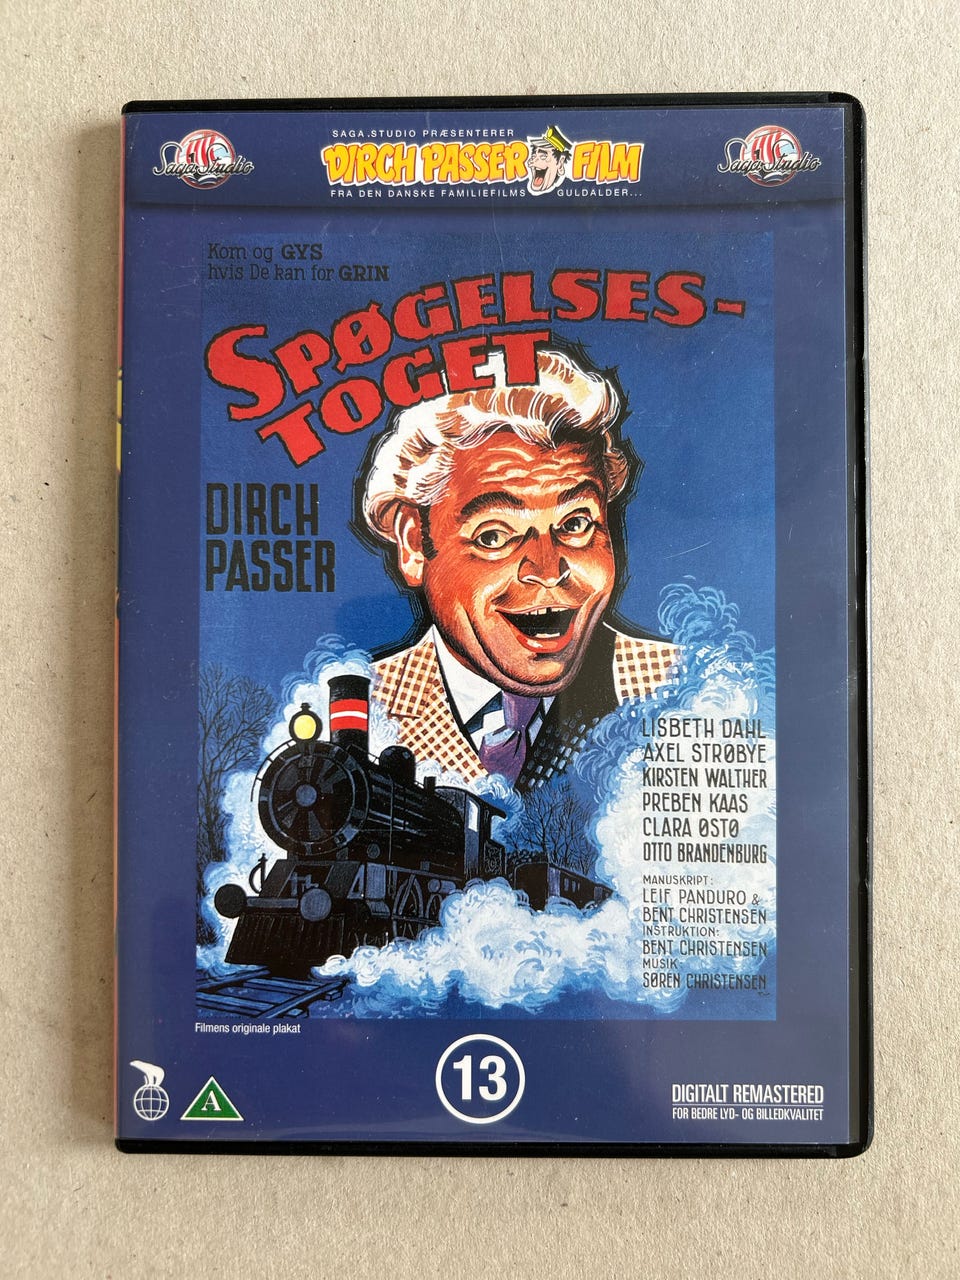 SAGA.STUDIO PRÆSENTERER
DIRCH PASSER FILM
FRA DEN DANSKE FAMILIEFILMS GULDALDER...
Saga Studio
Saga Studio
Kom og GYS
hvis De kan for GRIN
SPØGELSES-
TOGET
DIRCH
PASSER
LISBETH DAHL
AXEL STRØBYE
KIRSTEN WALTHER
PREBEN KAAS
CLARA ØSTØ
OTTO BRANDENBURG
MANUSKRIPT:
LEIF PANDURO &
BENT CHRISTENSEN
INSTRUKTION:
BENT CHRISTENSEN
MUSIK-
SØREN CHRISTENSEN
Filmens originale plakat
A
13
DIGITALT REMASTERED
FOR BEDRE LYD- OG BILLEDKVALITET